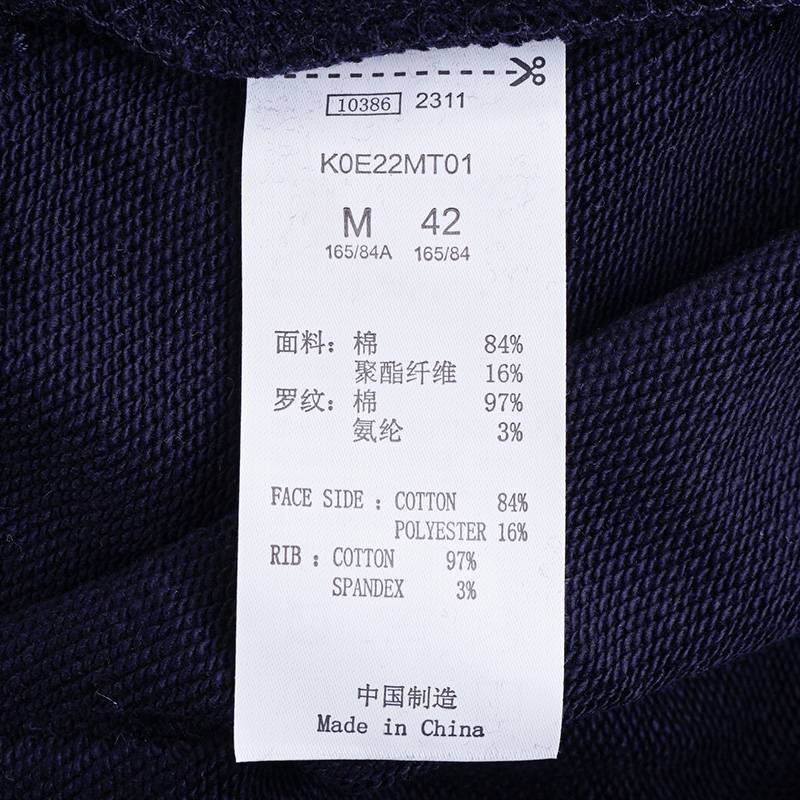 10386 2311
K0E22MT01
M 42
165/84A 165/84
面料: 棉 84%
聚酯纤维 16%
罗纹: 棉 97%
氨纶 3%
FACE SIDE : COTTON 84%
POLYESTER 16%
RIB : COTTON 97%
SPANDEX 3%
中国制造
Made in China